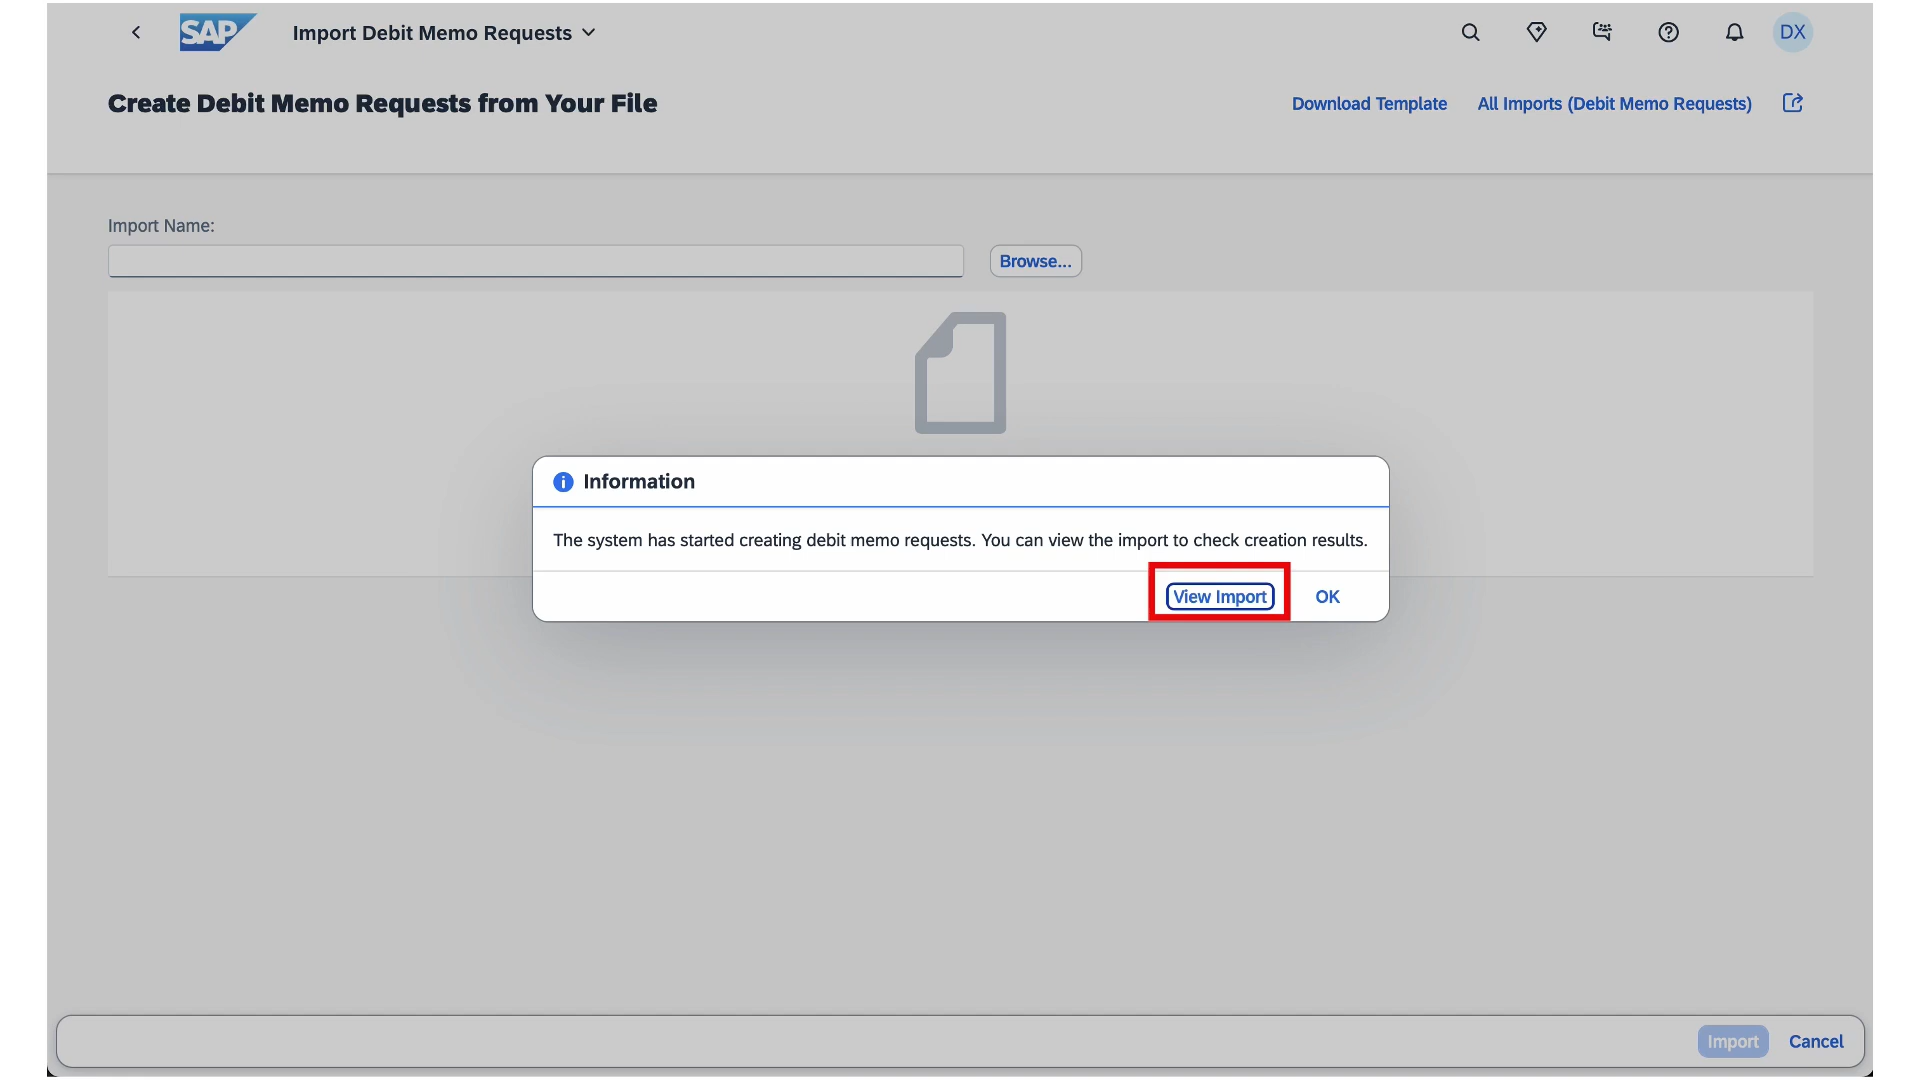 SAP
Import Debit Memo Requests
DX
Create Debit Memo Requests from Your File
Download Template
All Imports (Debit Memo Requests)
Import Name:
Browse...
Information
The system has started creating debit memo requests. You can view the import to check creation results.
View Import
OK
Import
Cancel